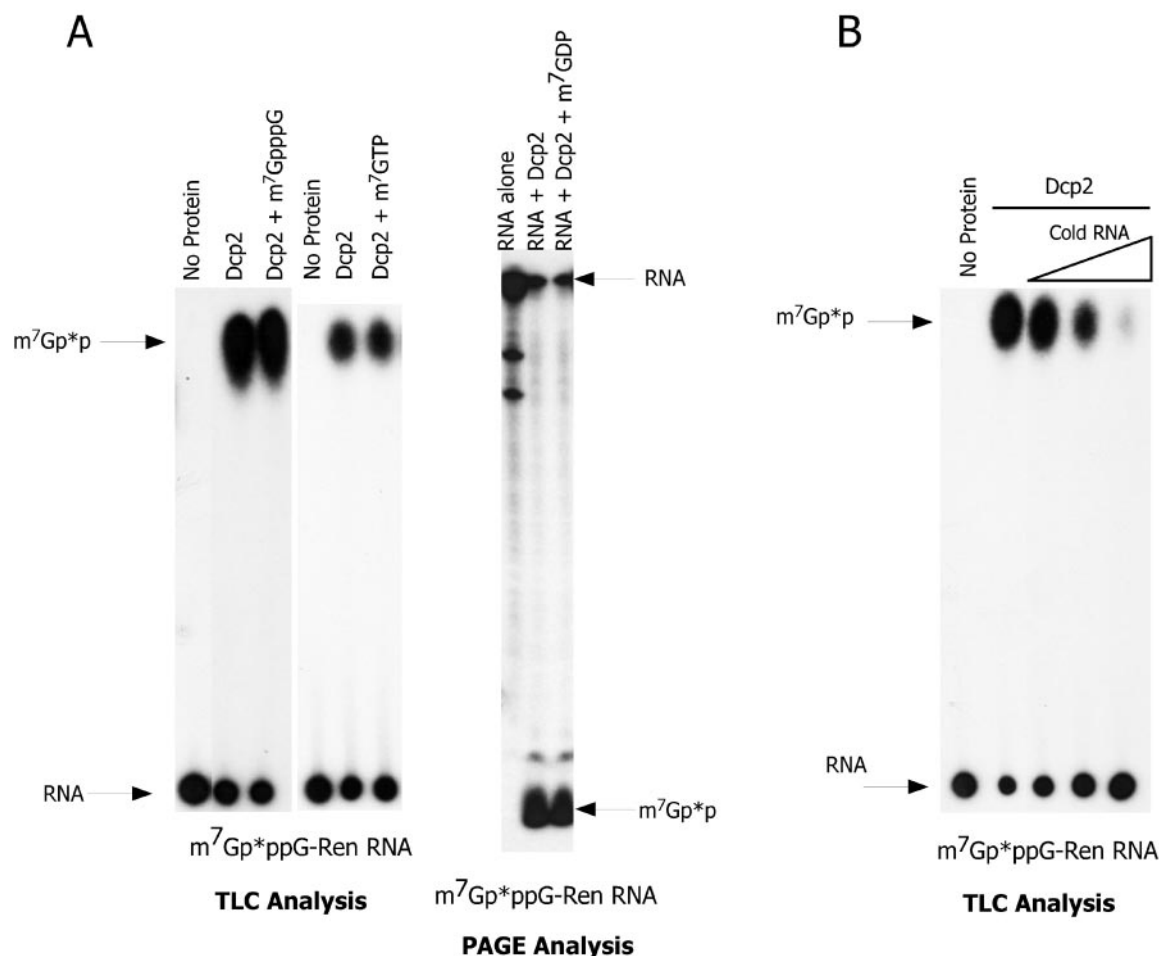 A
B
No Protein
Dcp2
Dcp2 + m⁷GpppG
No Protein
Dcp2
Dcp2 + m⁷GTP
RNA alone
RNA + Dcp2
RNA + Dcp2 + m⁷GDP
No Protein
Dcp2
Cold RNA
m⁷Gp*p
RNA
m⁷Gp*p
RNA
m⁷Gp*p
RNA
m⁷Gp*ppG-Ren RNA
TLC Analysis
m⁷Gp*ppG-Ren RNA
PAGE Analysis
m⁷Gp*ppG-Ren RNA
TLC Analysis